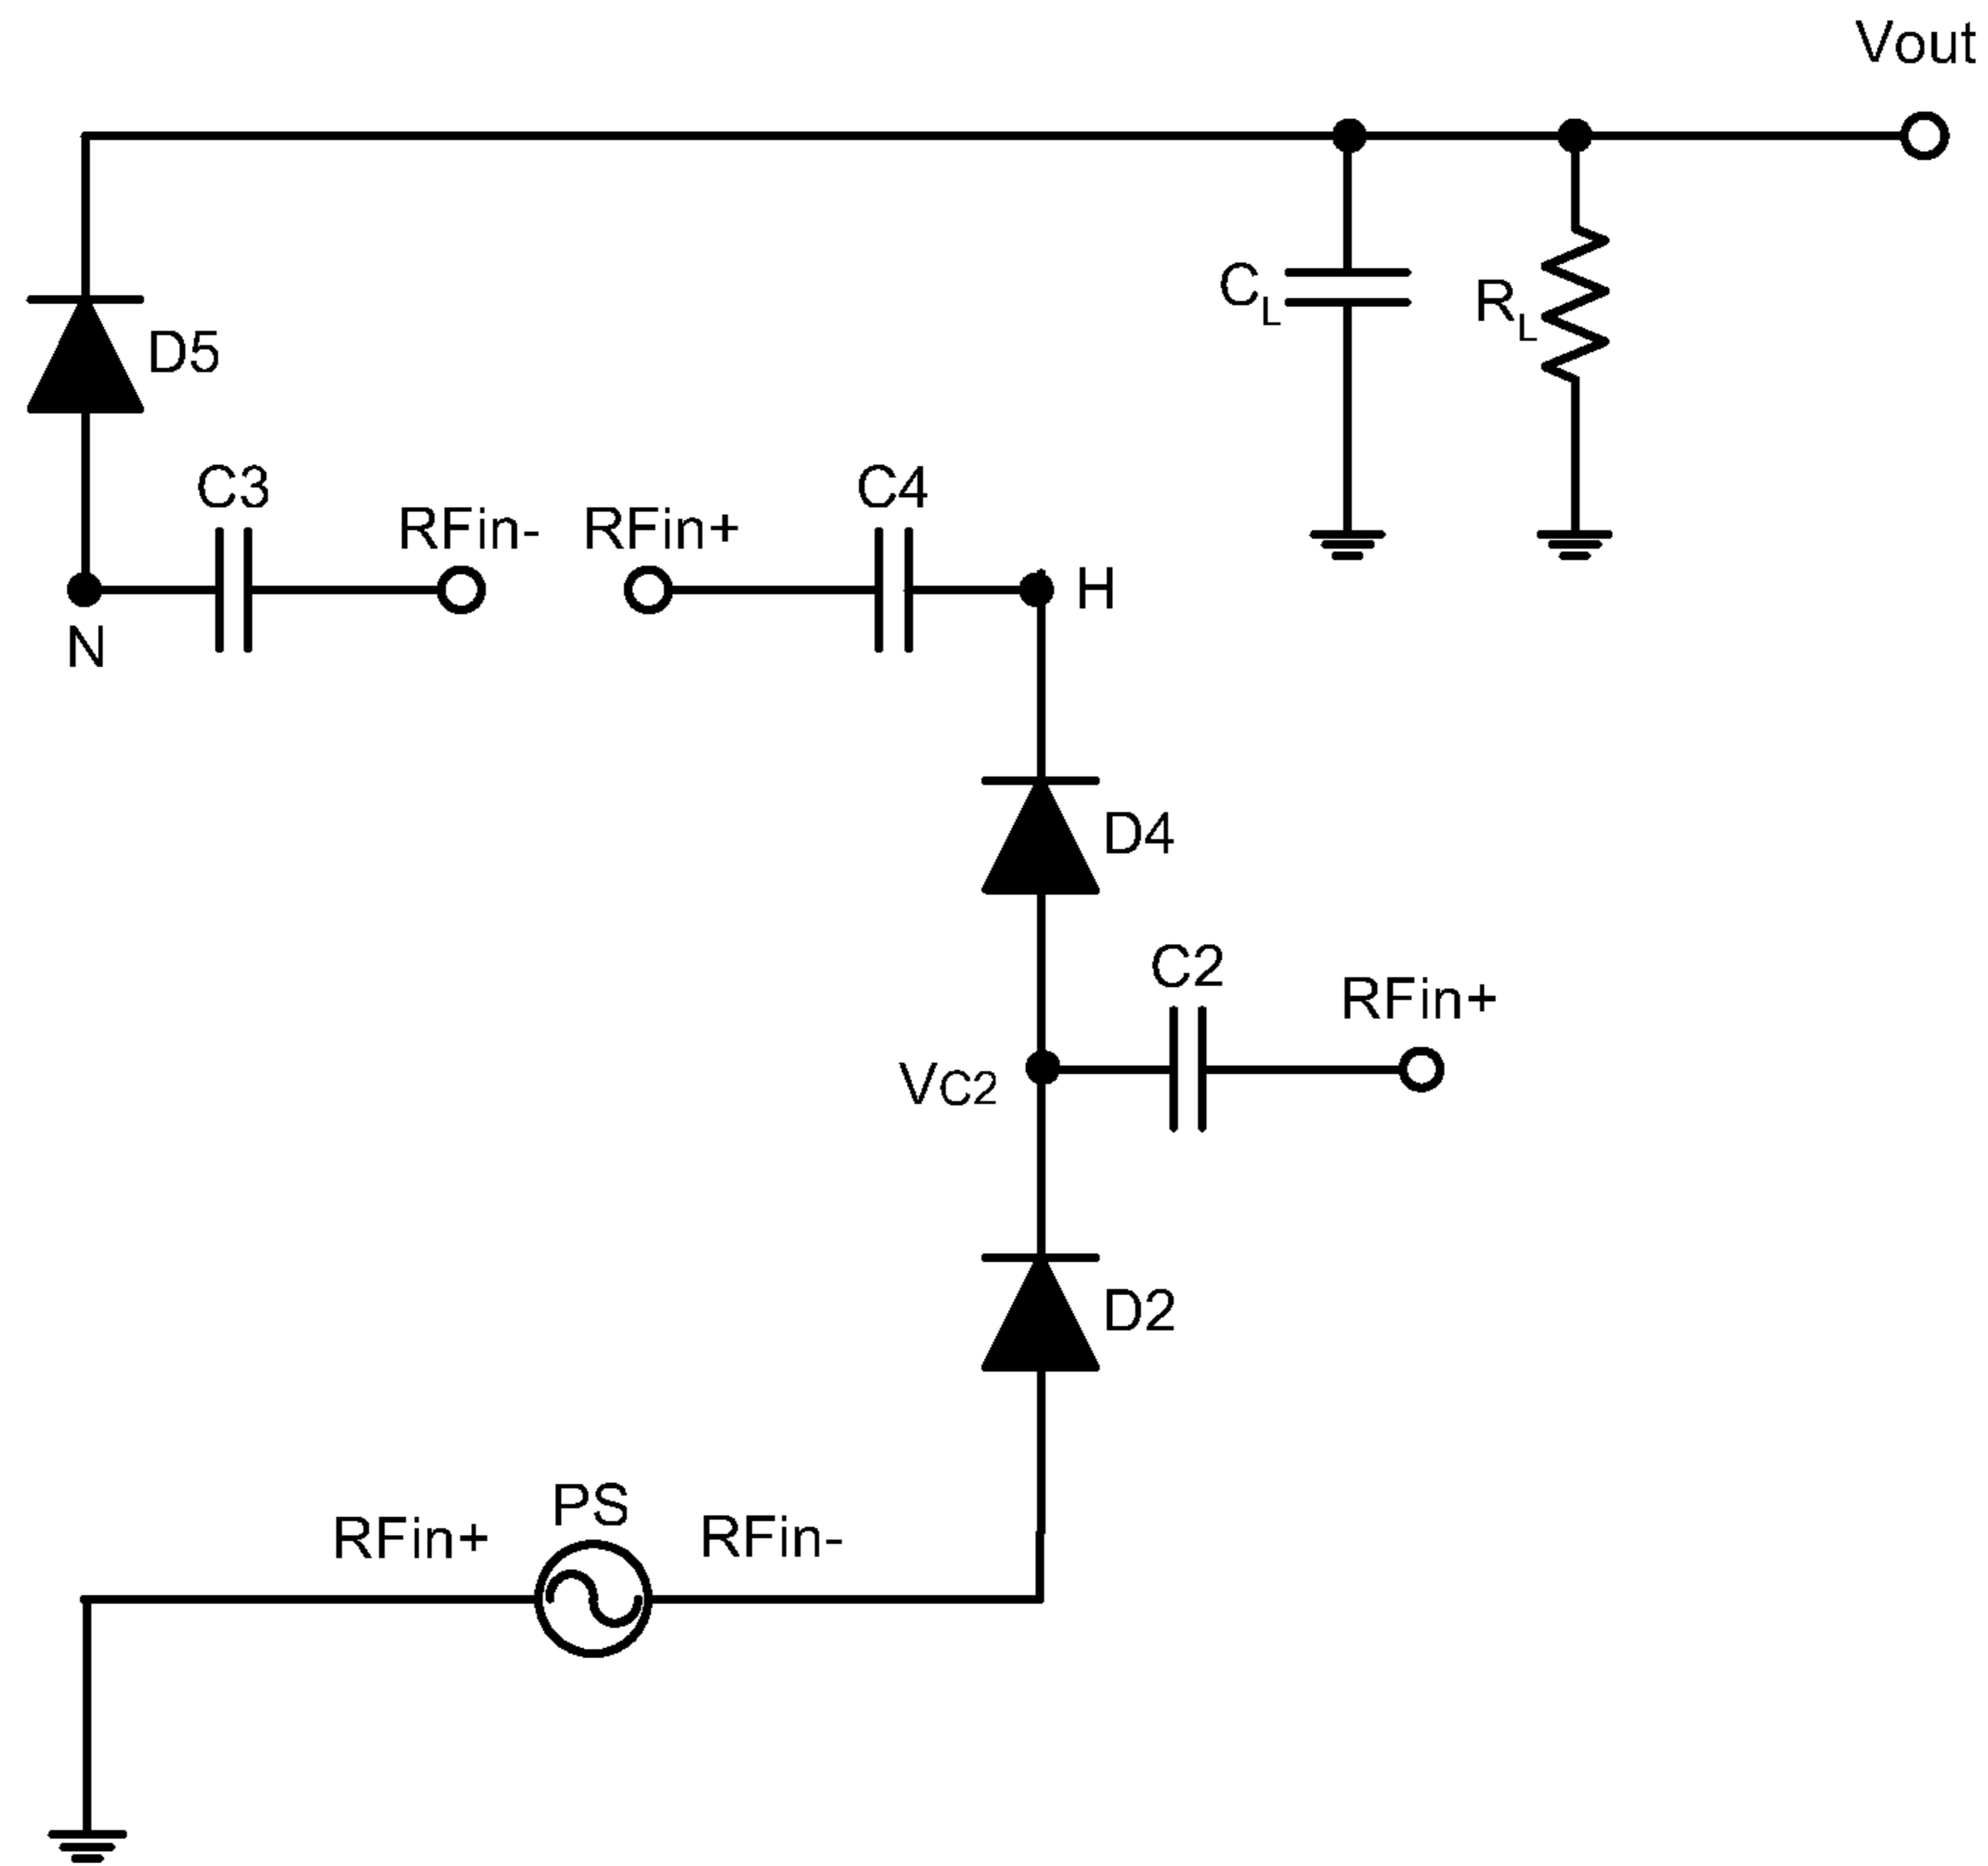 Vout
CL
RL
D5
C3
RFin-
RFin+
C4
N
H
D4
C2
RFin+
VC2
D2
PS
RFin+
RFin-